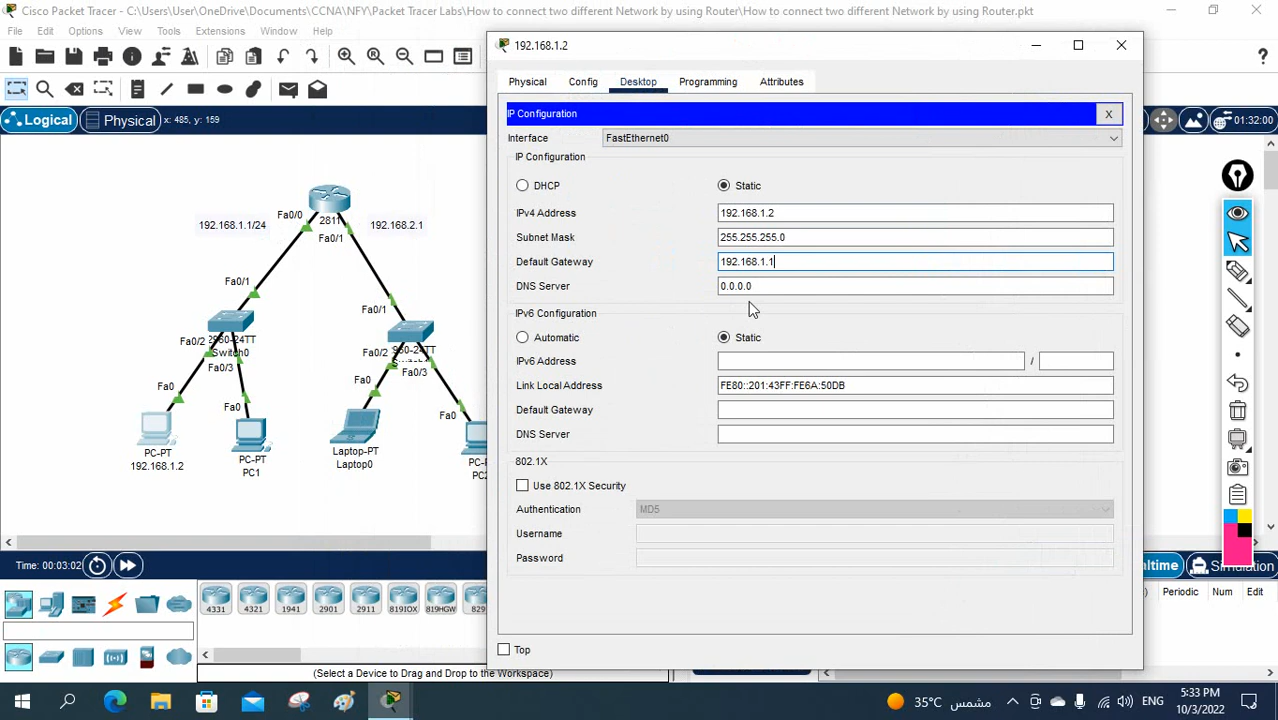 Cisco Packet Tracer - C:\Users\User\OneDrive\Documents\CCNA\NFY\Packet Tracer Labs\How to connect two different Network by using Router\How to connect two different Network by using Router.pkt
File Edit Options View Tools Extensions Window Help
Logical Physical x: 485, y: 159
01:32:00
192.168.1.2
Physical Config Desktop Programming Attributes
IP Configuration X
Interface FastEthernet0
IP Configuration
DHCP Static
IPv4 Address 192.168.1.2
Subnet Mask 255.255.255.0
Default Gateway 192.168.1.1
DNS Server 0.0.0.0
IPv6 Configuration
Automatic Static
IPv6 Address /
Link Local Address FE80::201:43FF:FE6A:50DB
Default Gateway
DNS Server
802.1X
Use 802.1X Security
Authentication MD5
Username
Password
Top
Fa0/0
2811
192.168.1.1/24 192.168.2.1
Fa0/1
Fa0/1 Fa0/1
2960-24TT
Switch0
Fa0/2
Fa0/3
Fa0/2
Fa0/3
Fa0 Fa0 Fa0 Fa0
PC-PT
192.168.1.2
PC-PT
PC1
Laptop-PT
Laptop0
Time: 00:03:02
Simulation
4331 4321 1941 2901 2911 819IOX 819HGW 829
Periodic Num Edit
(Select a Device to Drag and Drop to the Workspace)
35°C مشمس
ENG
5:33 PM
10/3/2022